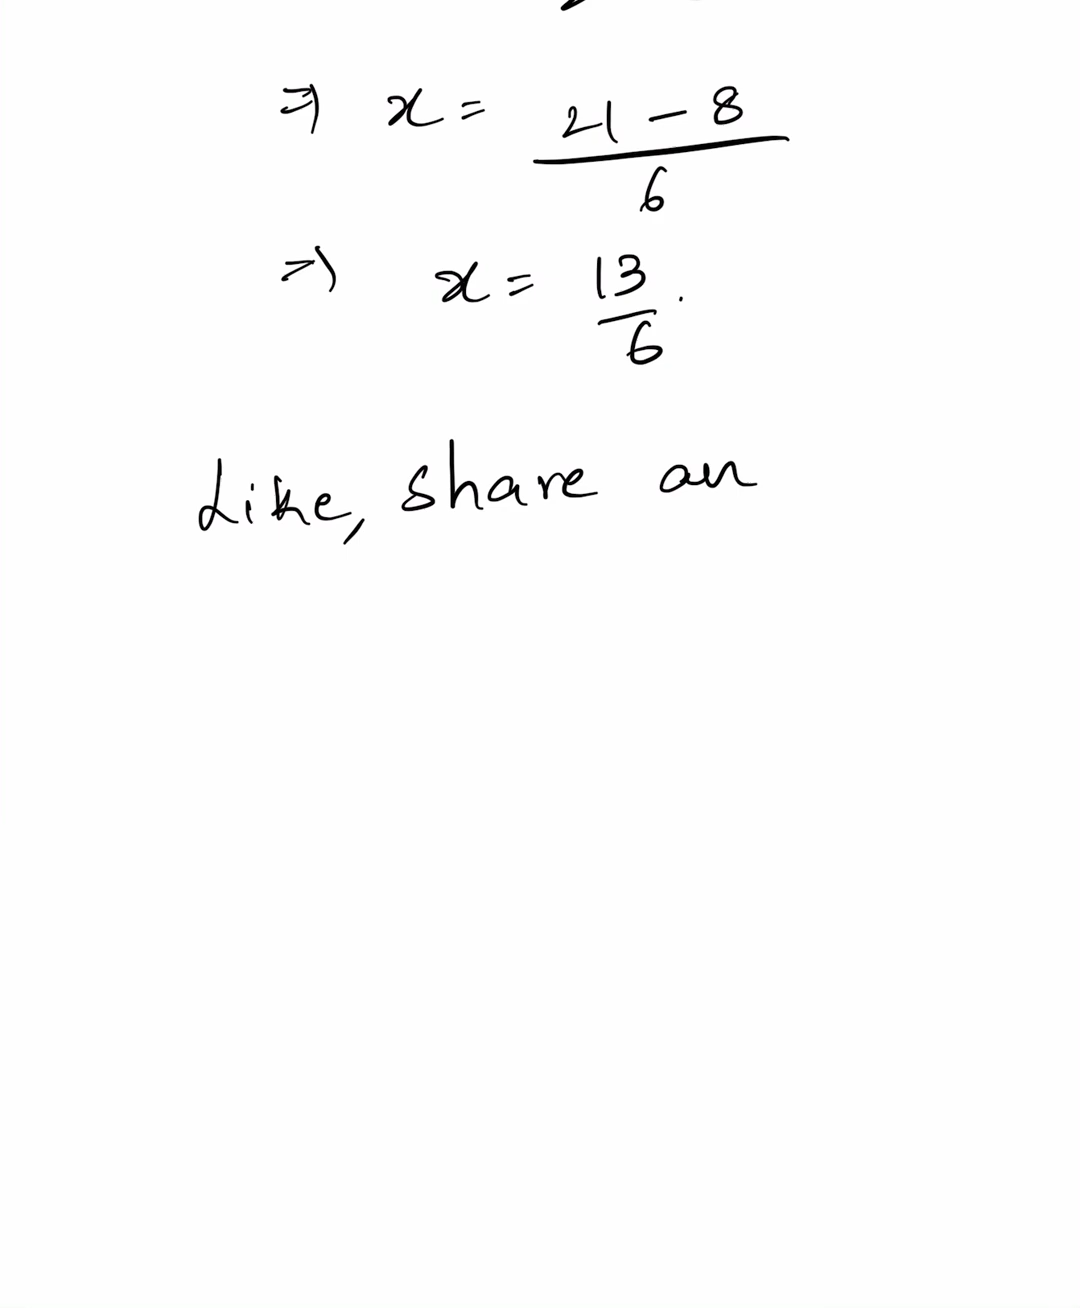 ⇒ x = 21 - 8
6
⇒ x = 13 .
6
Like, share an